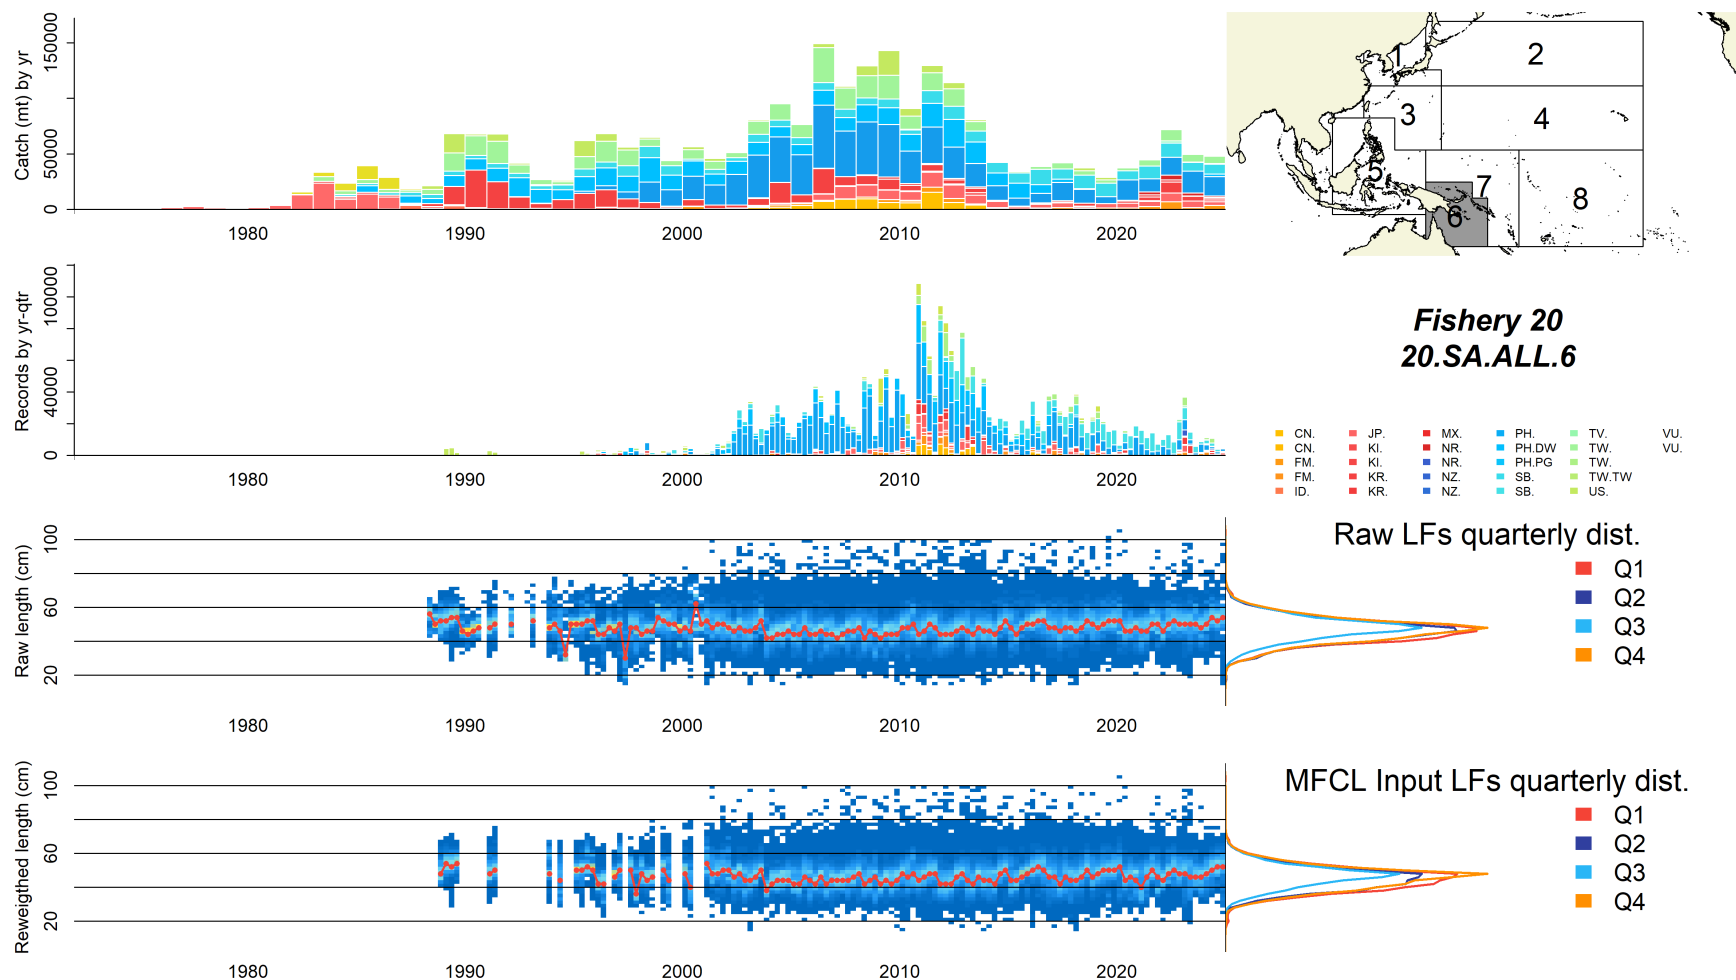 Catch (mt) by yr
150000
50000
0
1980
1990
2000
2010
2020
1
2
3
4
5
6
7
8
Records by yr-qtr
100000
40000
0
1980
1990
2000
2010
2020
Fishery 20
20.SA.ALL.6
CN. JP. MX. PH. TV. VU.
CN. KI. NR. PH.DW TW. VU.
FM. KI. NR. PH.PG TW.
FM. KR. NZ. SB. TW.TW
ID. KR. NZ. SB. US.
Raw length (cm)
100
60
20
1980
1990
2000
2010
2020
Raw LFs quarterly dist.
Q1
Q2
Q3
Q4
Reweigthed length (cm)
100
60
20
1980
1990
2000
2010
2020
MFCL Input LFs quarterly dist.
Q1
Q2
Q3
Q4